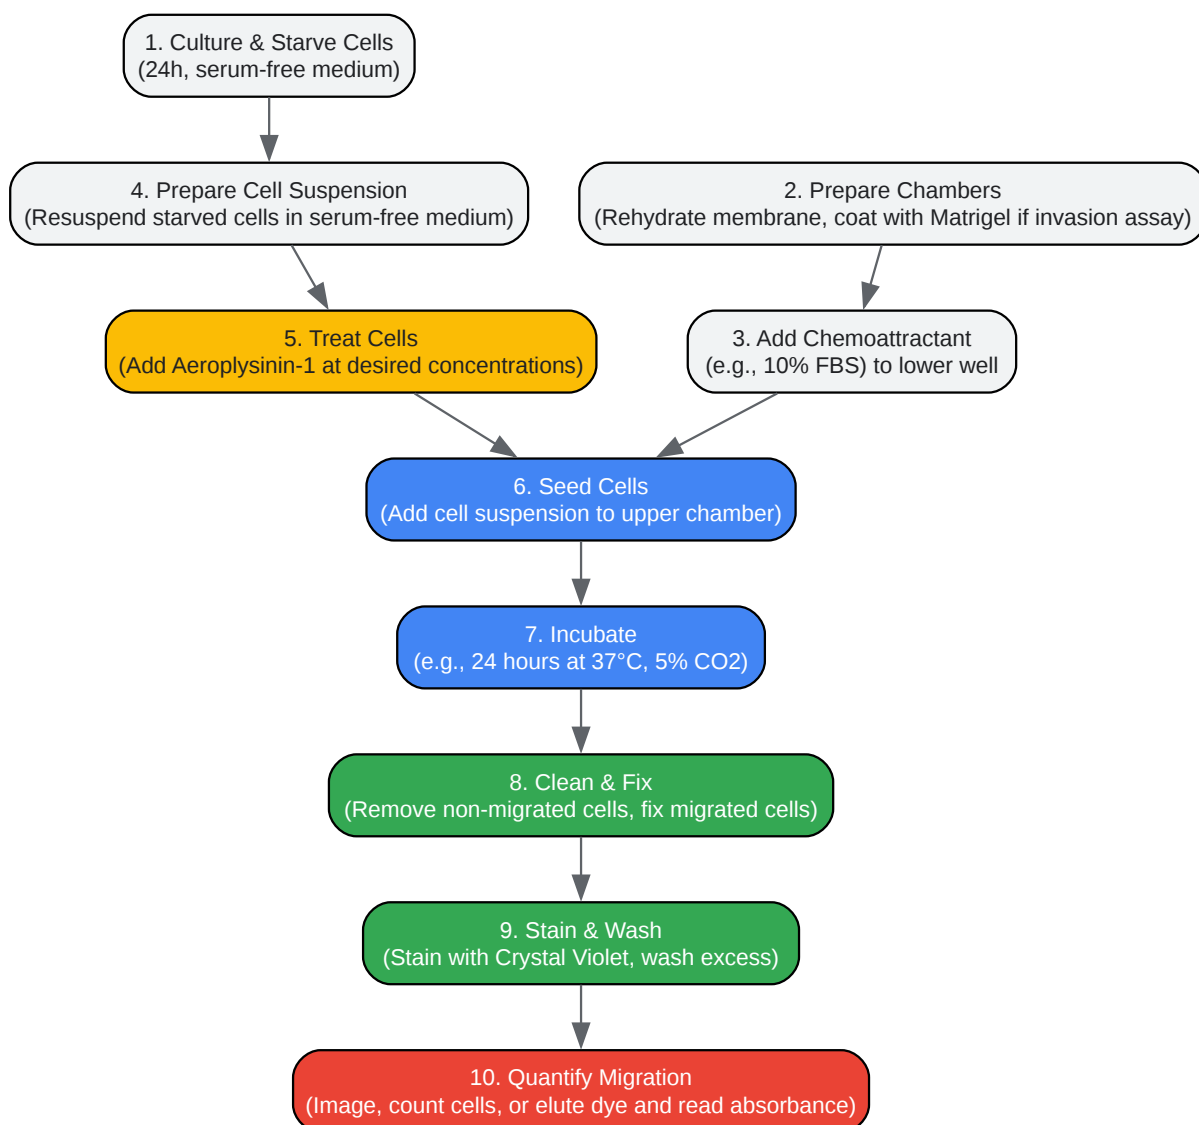 1. Culture & Starve Cells
(24h, serum-free medium)
4. Prepare Cell Suspension
(Resuspend starved cells in serum-free medium)
2. Prepare Chambers
(Rehydrate membrane, coat with Matrigel if invasion assay)
5. Treat Cells
(Add Aeroplysinin-1 at desired concentrations)
3. Add Chemoattractant
(e.g., 10% FBS) to lower well
6. Seed Cells
(Add cell suspension to upper chamber)
7. Incubate
(e.g., 24 hours at 37°C, 5% CO2)
8. Clean & Fix
(Remove non-migrated cells, fix migrated cells)
9. Stain & Wash
(Stain with Crystal Violet, wash excess)
10. Quantify Migration
(Image, count cells, or elute dye and read absorbance)